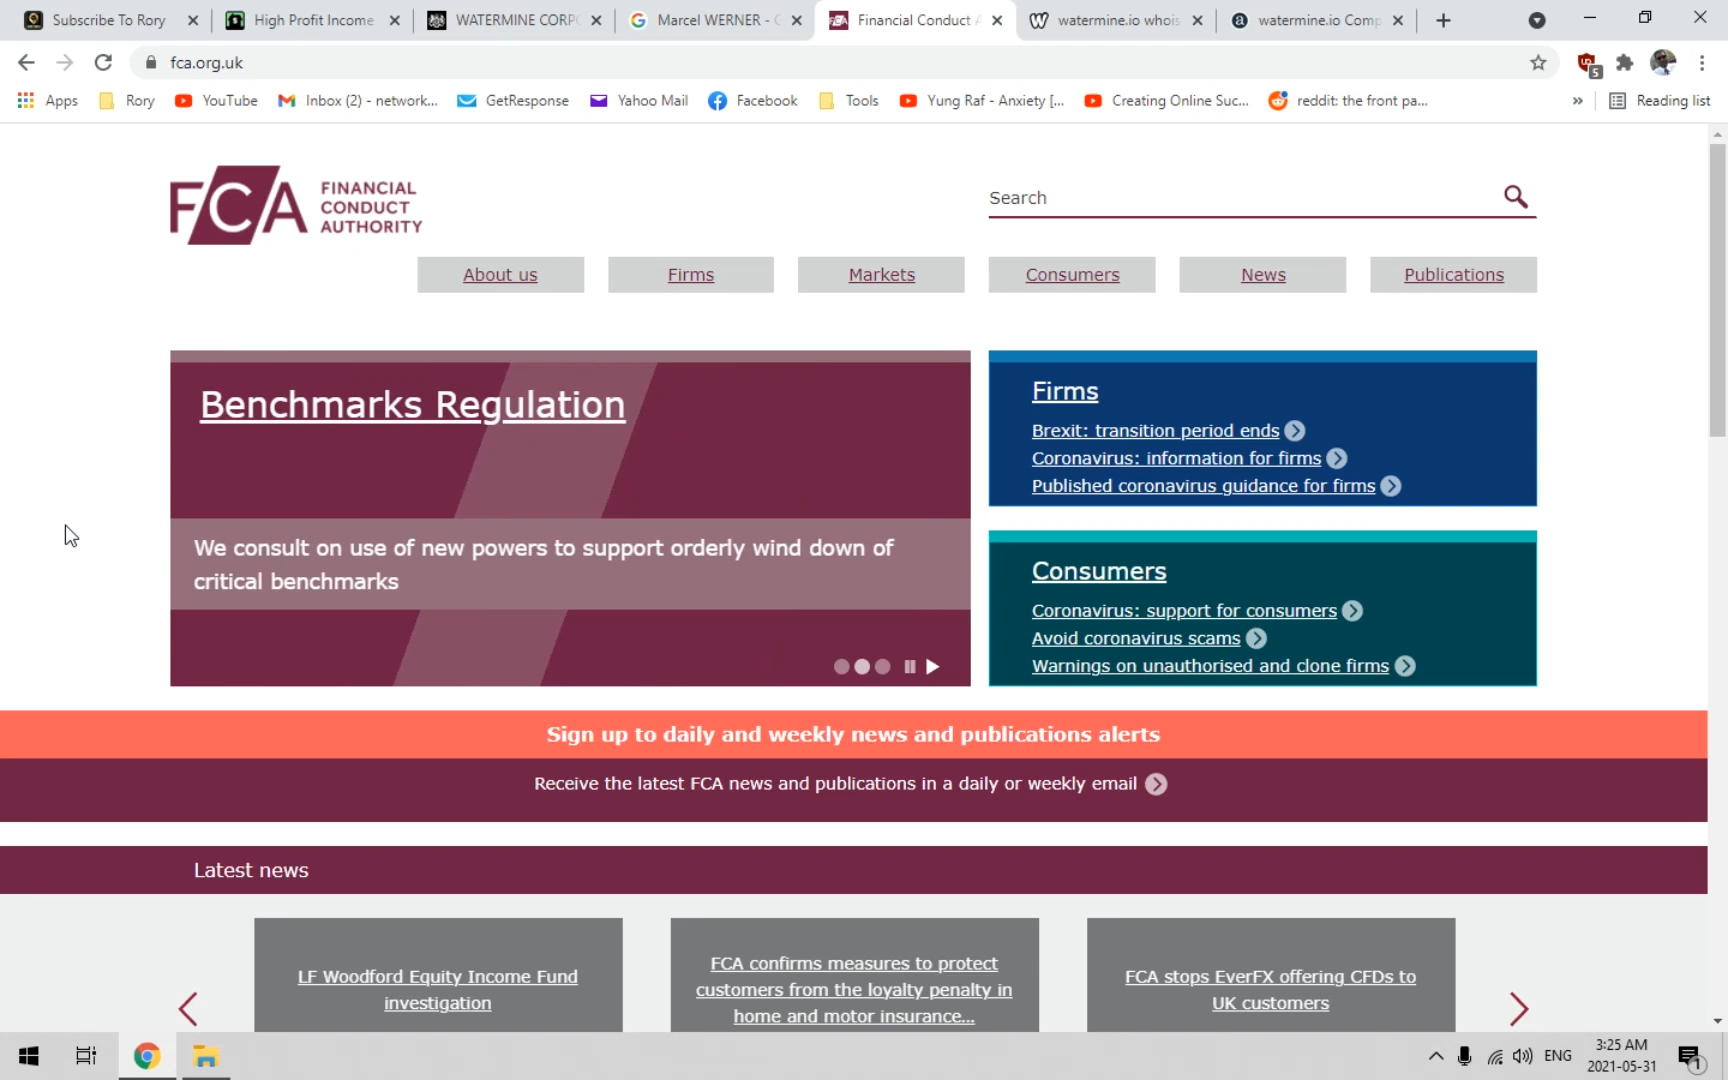 Subscribe To Rory
High Profit Income
WATERMINE CORPO
Marcel WERNER - G
Financial Conduct A
watermine.io whois
watermine.io Comp
fca.org.uk
5
Apps
Rory
YouTube
Inbox (2) - network...
GetResponse
Yahoo Mail
Facebook
Tools
Yung Raf - Anxiety [...
Creating Online Suc...
reddit: the front pa...
»
Reading list
FCA
FINANCIAL
CONDUCT
AUTHORITY
Search
About us
Firms
Markets
Consumers
News
Publications
Benchmarks Regulation
We consult on use of new powers to support orderly wind down of
critical benchmarks
Firms
Brexit: transition period ends
Coronavirus: information for firms
Published coronavirus guidance for firms
Consumers
Coronavirus: support for consumers
Avoid coronavirus scams
Warnings on unauthorised and clone firms
Sign up to daily and weekly news and publications alerts
Receive the latest FCA news and publications in a daily or weekly email
Latest news
LF Woodford Equity Income Fund
investigation
FCA confirms measures to protect
customers from the loyalty penalty in
home and motor insurance...
FCA stops EverFX offering CFDs to
UK customers
ENG
3:25 AM
2021-05-31
1